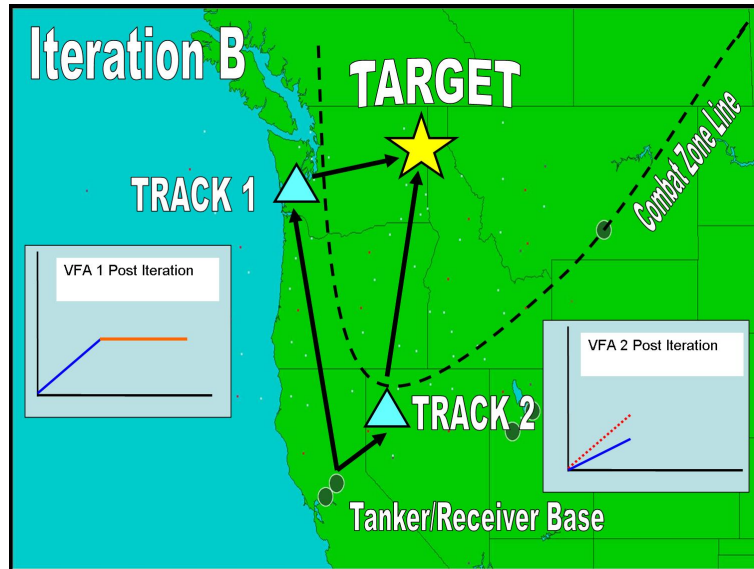 Iteration B
TARGET
Combat Zone Line
TRACK 1
VFA 1 Post Iteration
VFA 2 Post Iteration
TRACK 2
Tanker/Receiver Base